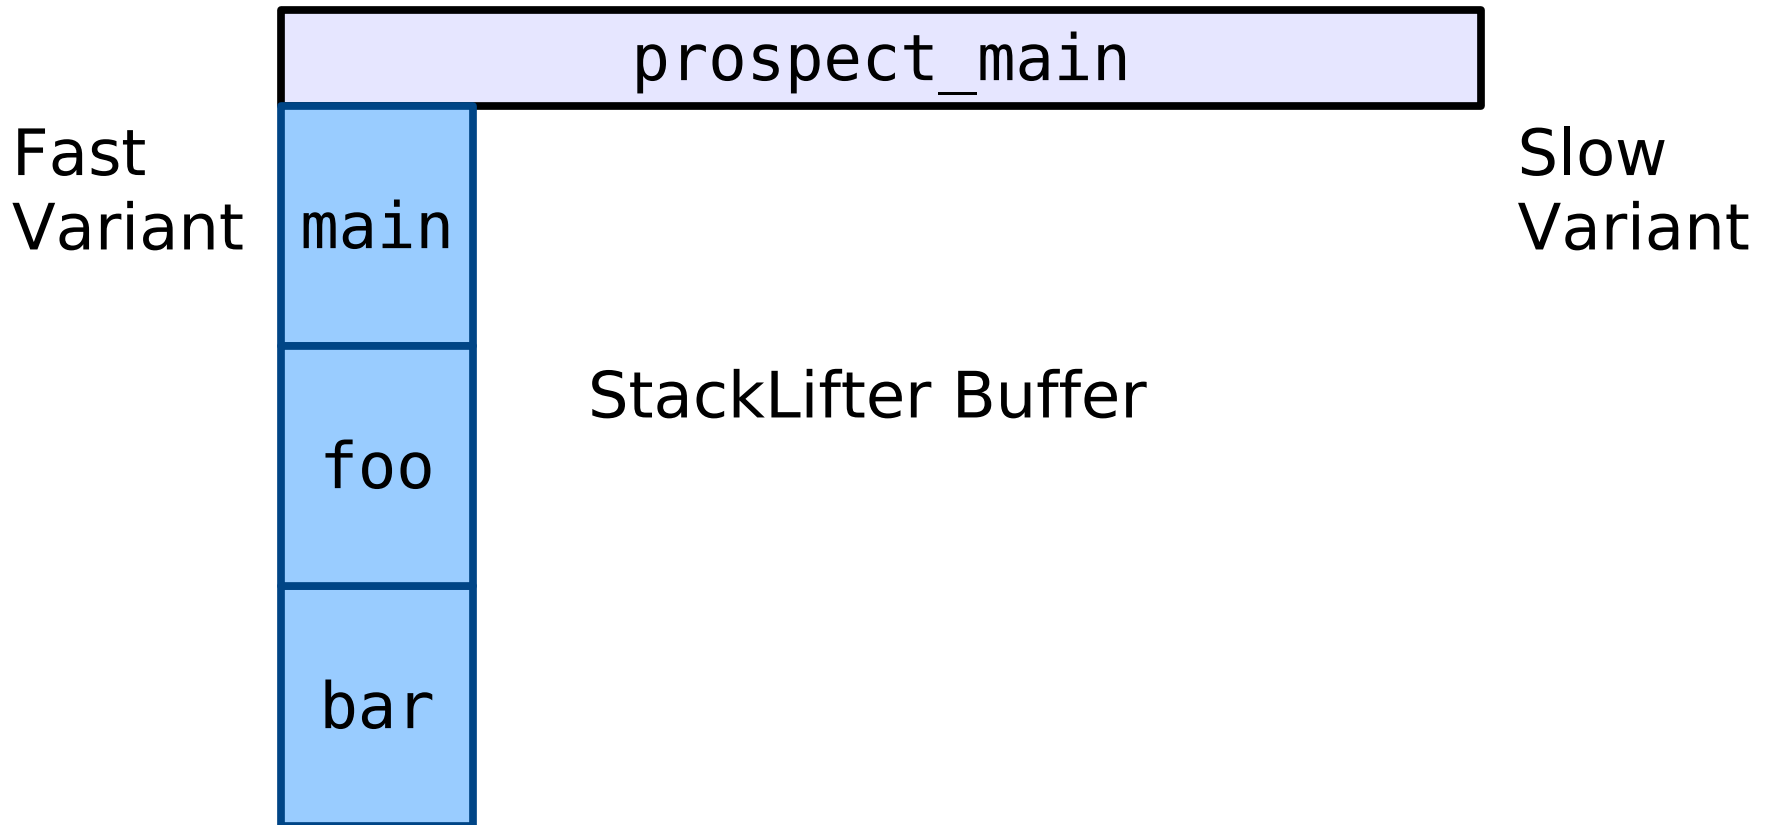 prospect_main
Fast
Variant
main
Slow
Variant
StackLifter Buffer
foo
bar